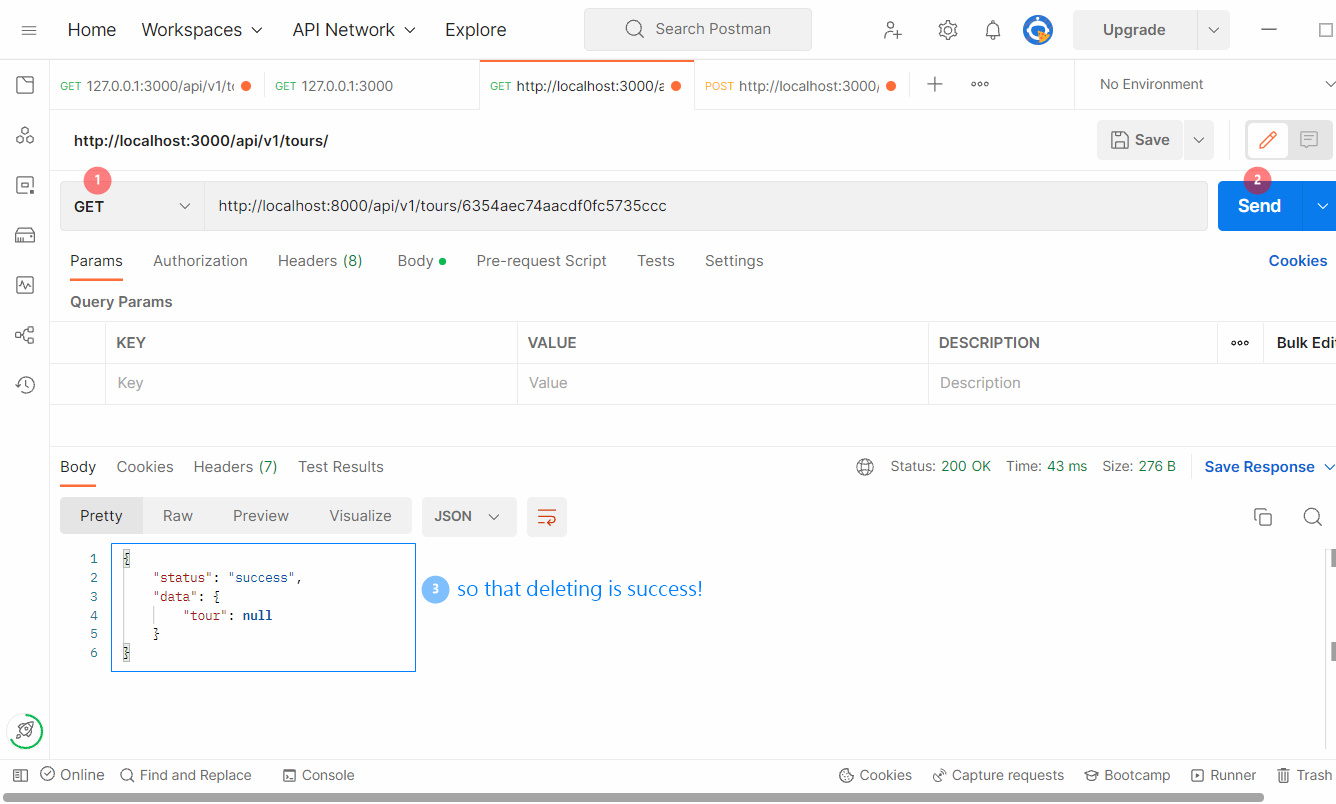 Home Workspaces API Network Explore Search Postman Upgrade
GET 127.0.0.1:3000/api/v1/t GET 127.0.0.1:3000 GET http://localhost:3000/a POST http://localhost:3000/ No Environment
http://localhost:3000/api/v1/tours/ Save
1 2
GET http://localhost:8000/api/v1/tours/6354aec74aacdf0fc5735ccc Send
Params Authorization Headers (8) Body Pre-request Script Tests Settings Cookies
Query Params
KEY VALUE DESCRIPTION Bulk Edit
Key Value Description
Body Cookies Headers (7) Test Results Status: 200 OK Time: 43 ms Size: 276 B Save Response
Pretty Raw Preview Visualize JSON
1 {
2 "status": "success",
3 "data": {
3 so that deleting is success!
4 "tour": null
5 }
6 }
Online Find and Replace Console Cookies Capture requests Bootcamp Runner Trash